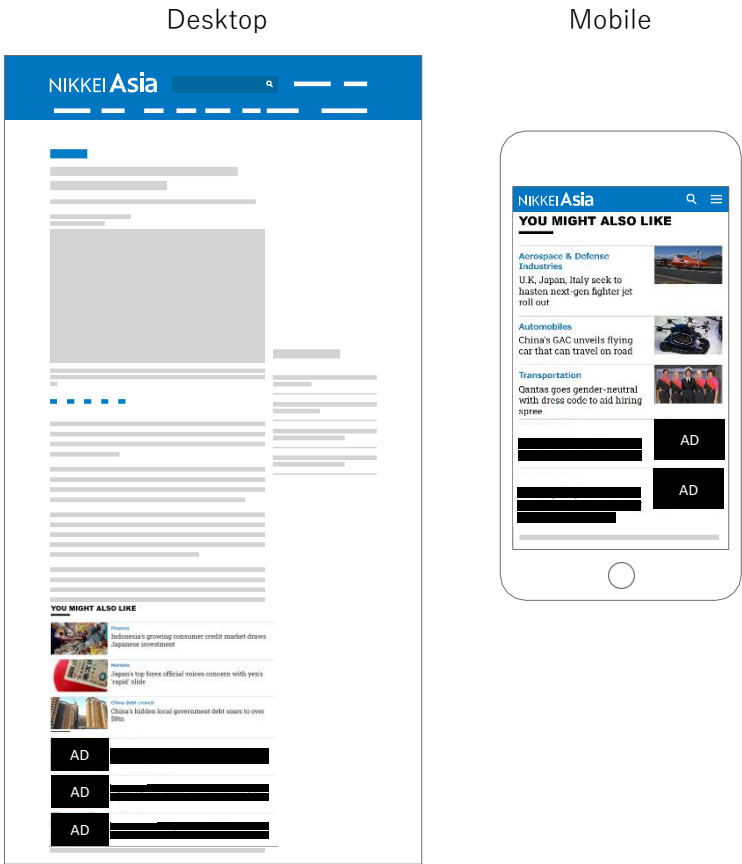 Desktop
NIKKEI Asia
YOU MIGHT ALSO LIKE
Finance
Indonesia's growing consumer credit market draws
Japanese investment
Markets
Japan's top forex official voices concern with yen's
'rapid' slide
China debt crunch
China's hidden local government debt soars to over
$8tn
AD
AD
AD
Mobile
NIKKEI Asia
YOU MIGHT ALSO LIKE
Aerospace & Defense
Industries
U.K, Japan, Italy seek to
hasten next-gen fighter jet
roll out
Automobiles
China's GAC unveils flying
car that can travel on road
Transportation
Qantas goes gender-neutral
with dress code to aid hiring
spree
AD
AD